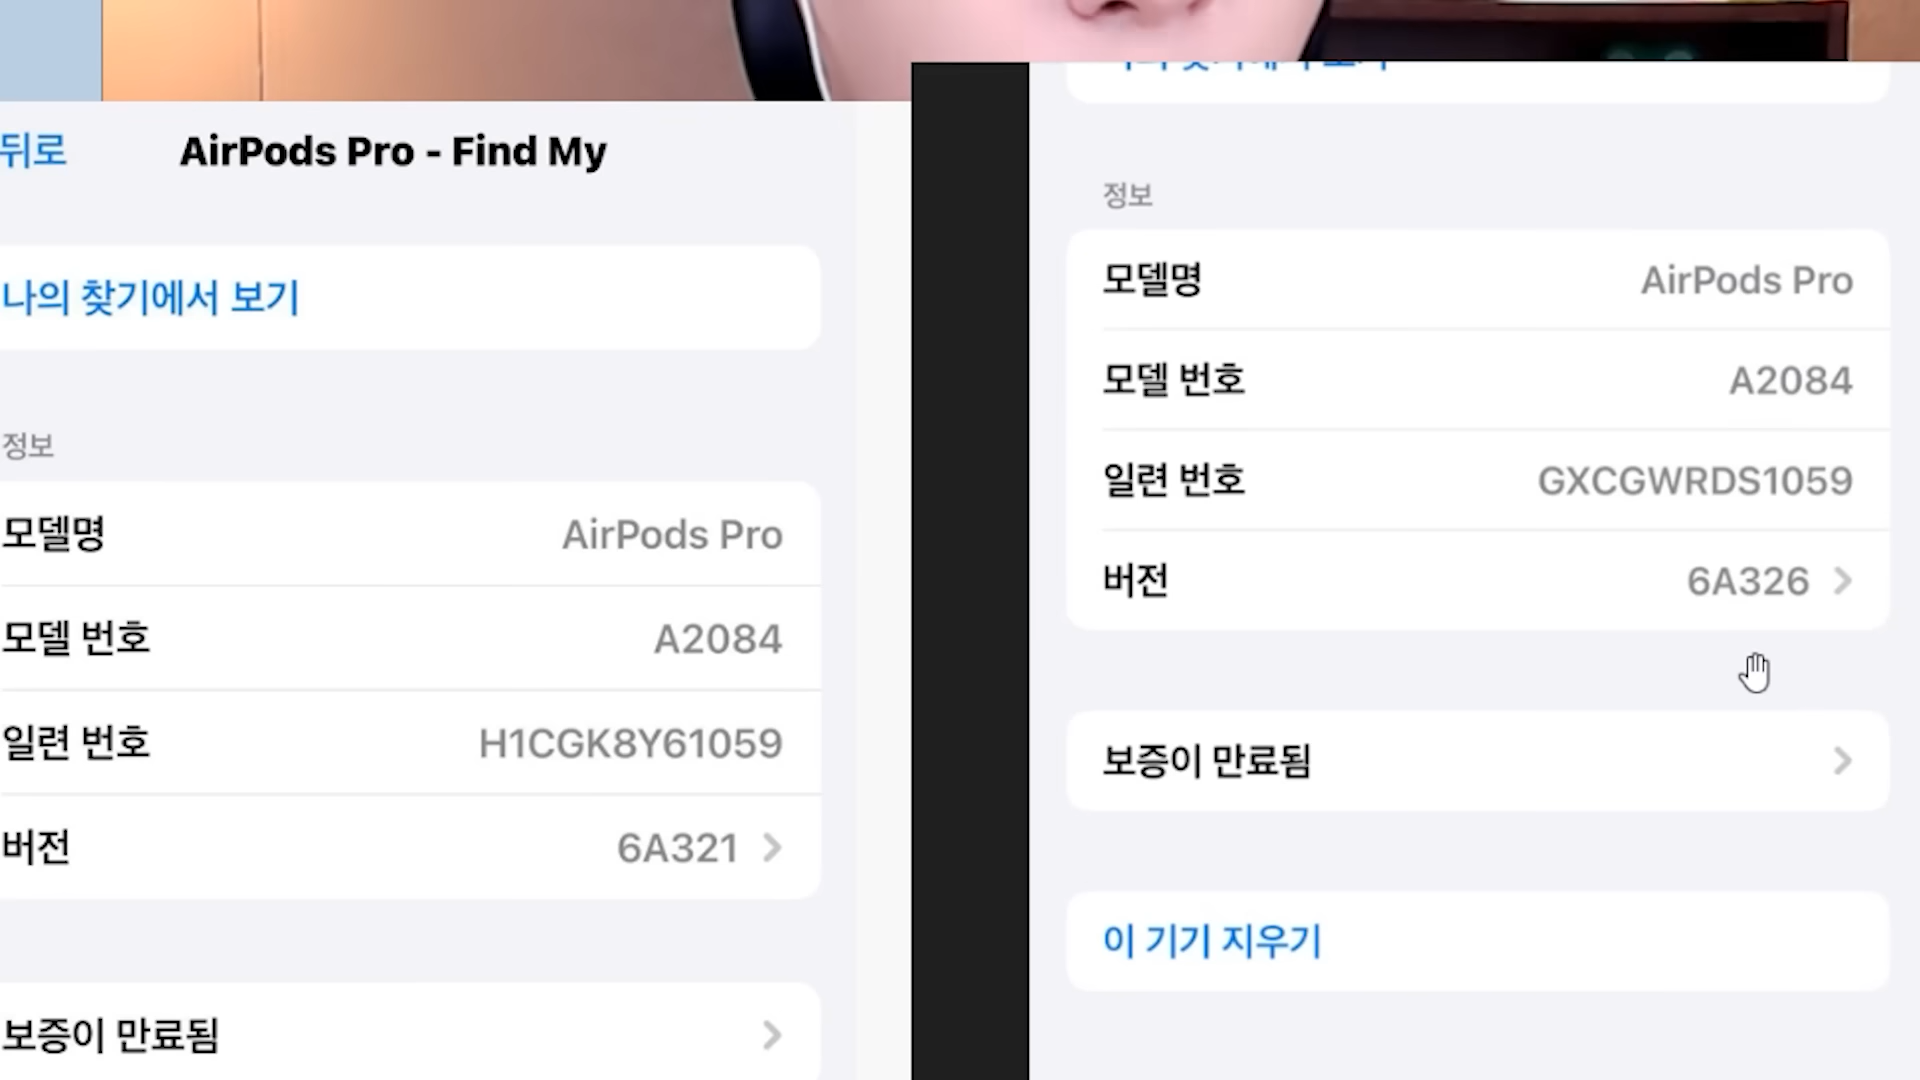 뒤로
AirPods Pro - Find My
나의 찾기에서 보기
정보
모델명 AirPods Pro
모델 번호 A2084
일련 번호 H1CGK8Y61059
버전 6A321
보증이 만료됨
정보
모델명 AirPods Pro
모델 번호 A2084
일련 번호 GXCGWRDS1059
버전 6A326
보증이 만료됨
이 기기 지우기